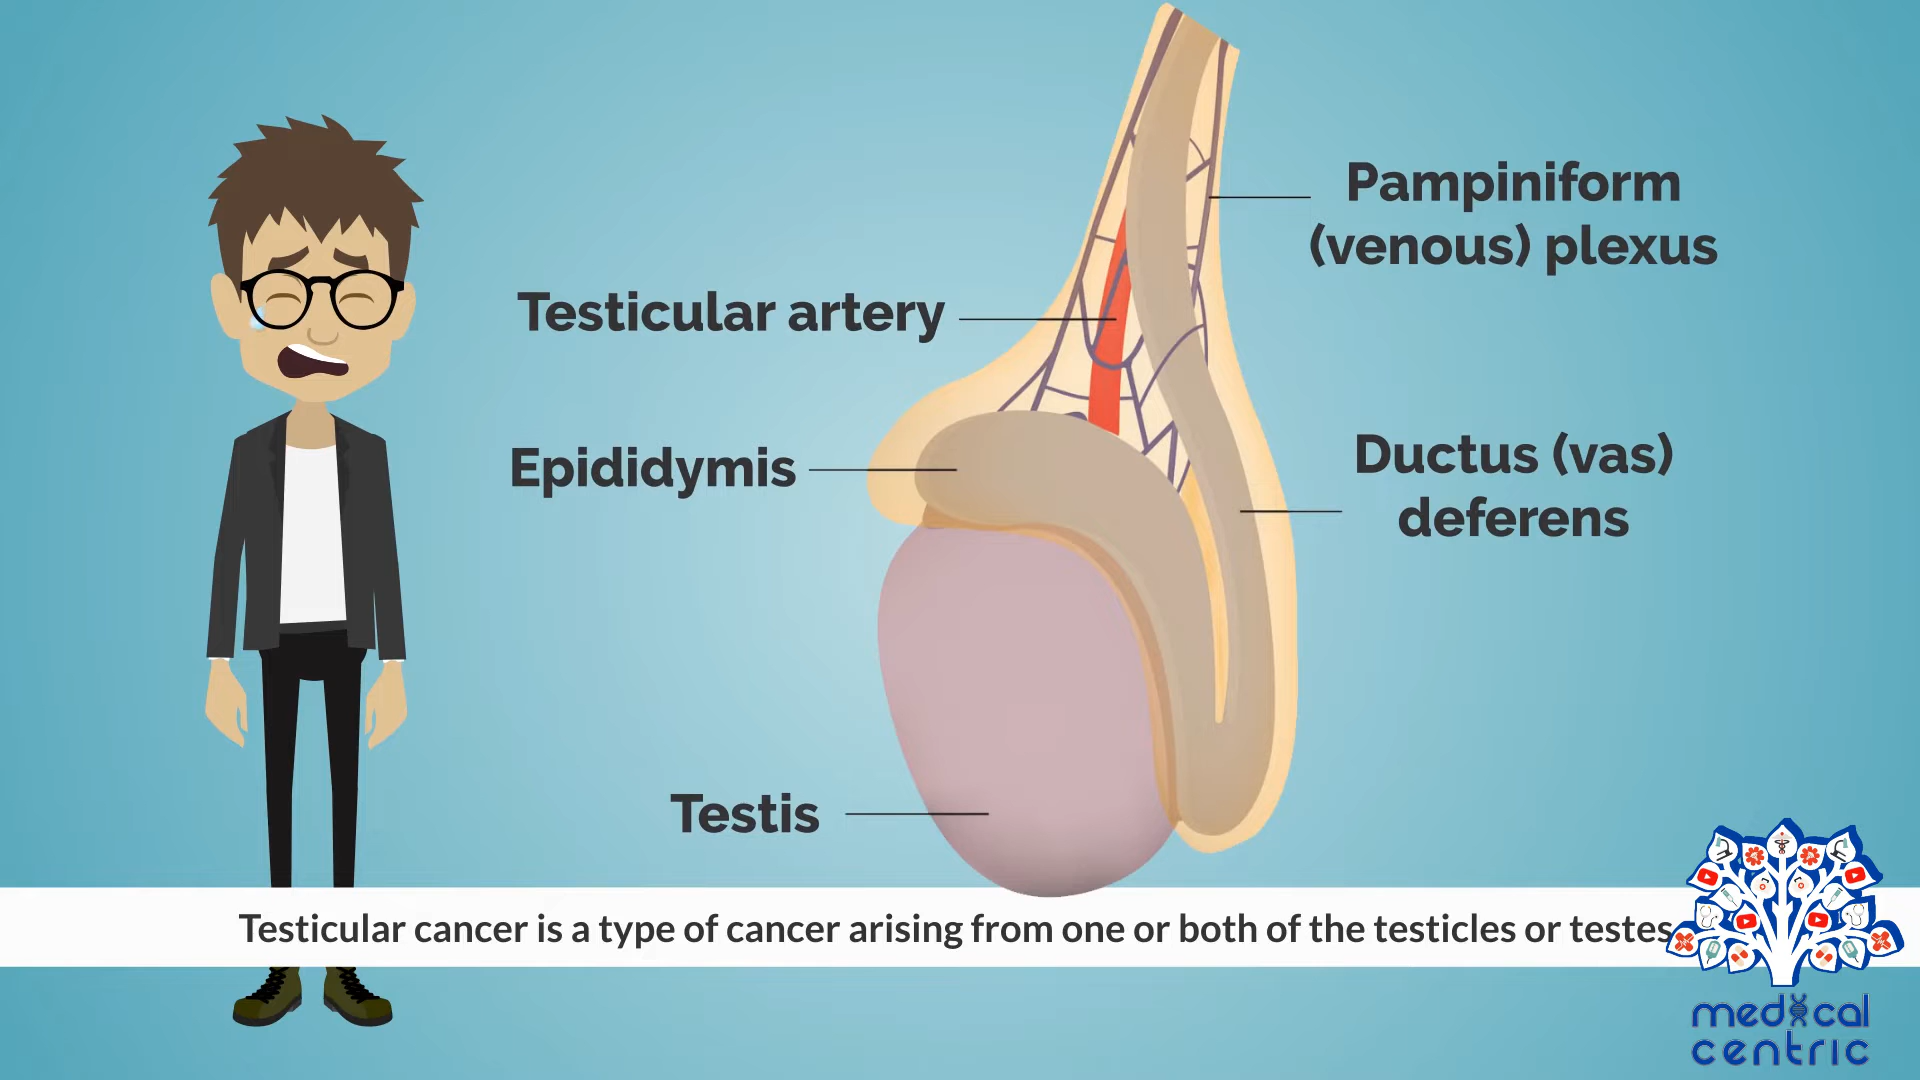 Pampiniform
(venous) plexus
Testicular artery
Epididymis
Ductus (vas)
deferens
Testis
Testicular cancer is a type of cancer arising from one or both of the testicles or testes
medical
centric